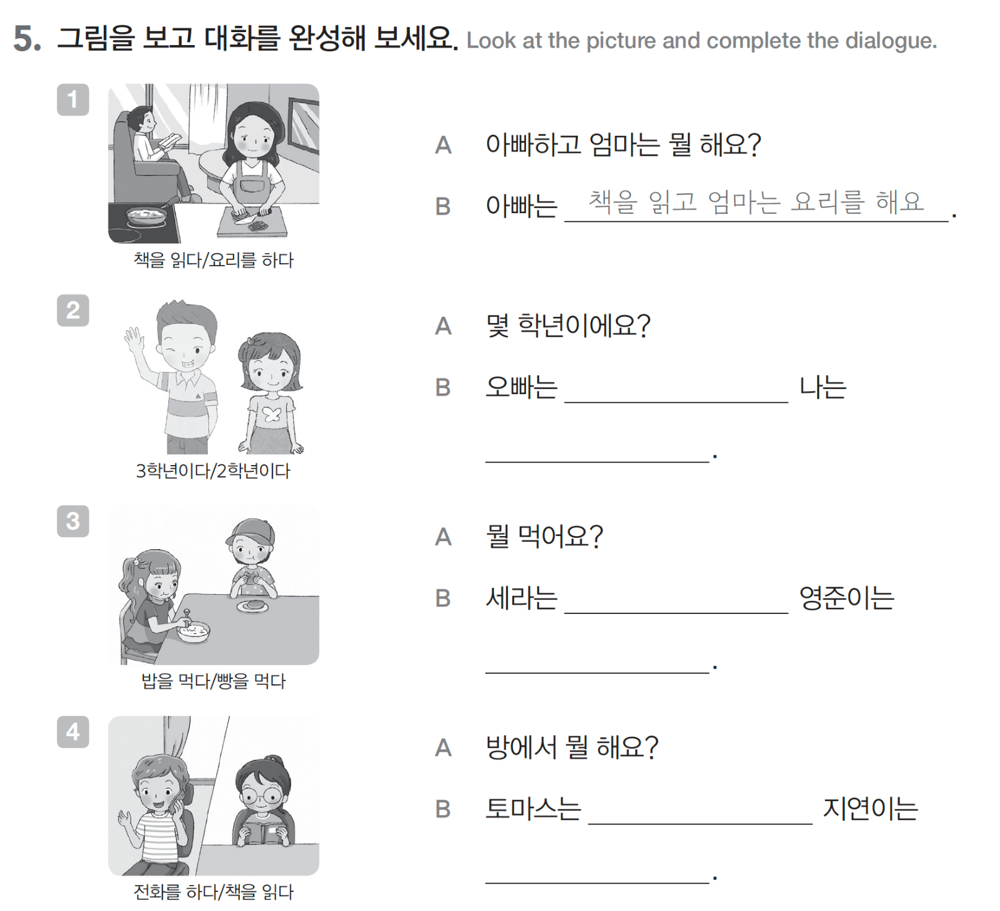 5. 그림을 보고 대화를 완성해 보세요. Look at the picture and complete the dialogue.
1
A 아빠하고 엄마는 뭘 해요?
B 아빠는 책을 읽고 엄마는 요리를 해요.
책을 읽다/요리를 하다
2
A 몇 학년이에요?
B 오빠는 나는
.
3학년이다/2학년이다
3
A 뭘 먹어요?
B 세라는 영준이는
.
밥을 먹다/빵을 먹다
4
A 방에서 뭘 해요?
B 토마스는 지연이는
.
전화를 하다/책을 읽다